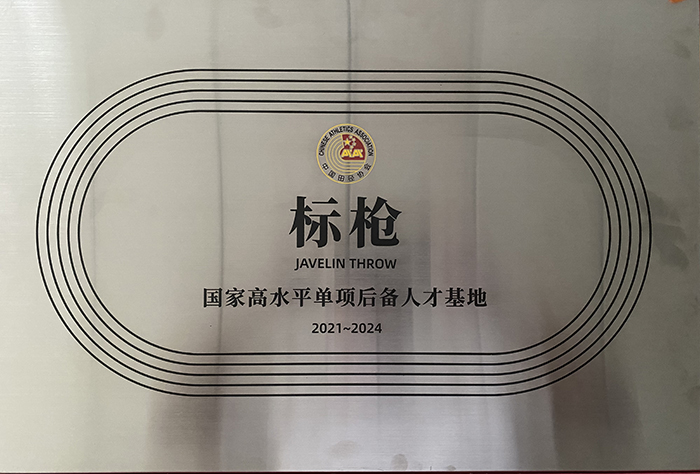 CHINESE ATHLETICS ASSOCIATION
中国田径协会
标枪
JAVELIN THROW
国家高水平单项后备人才基地
2021~2024